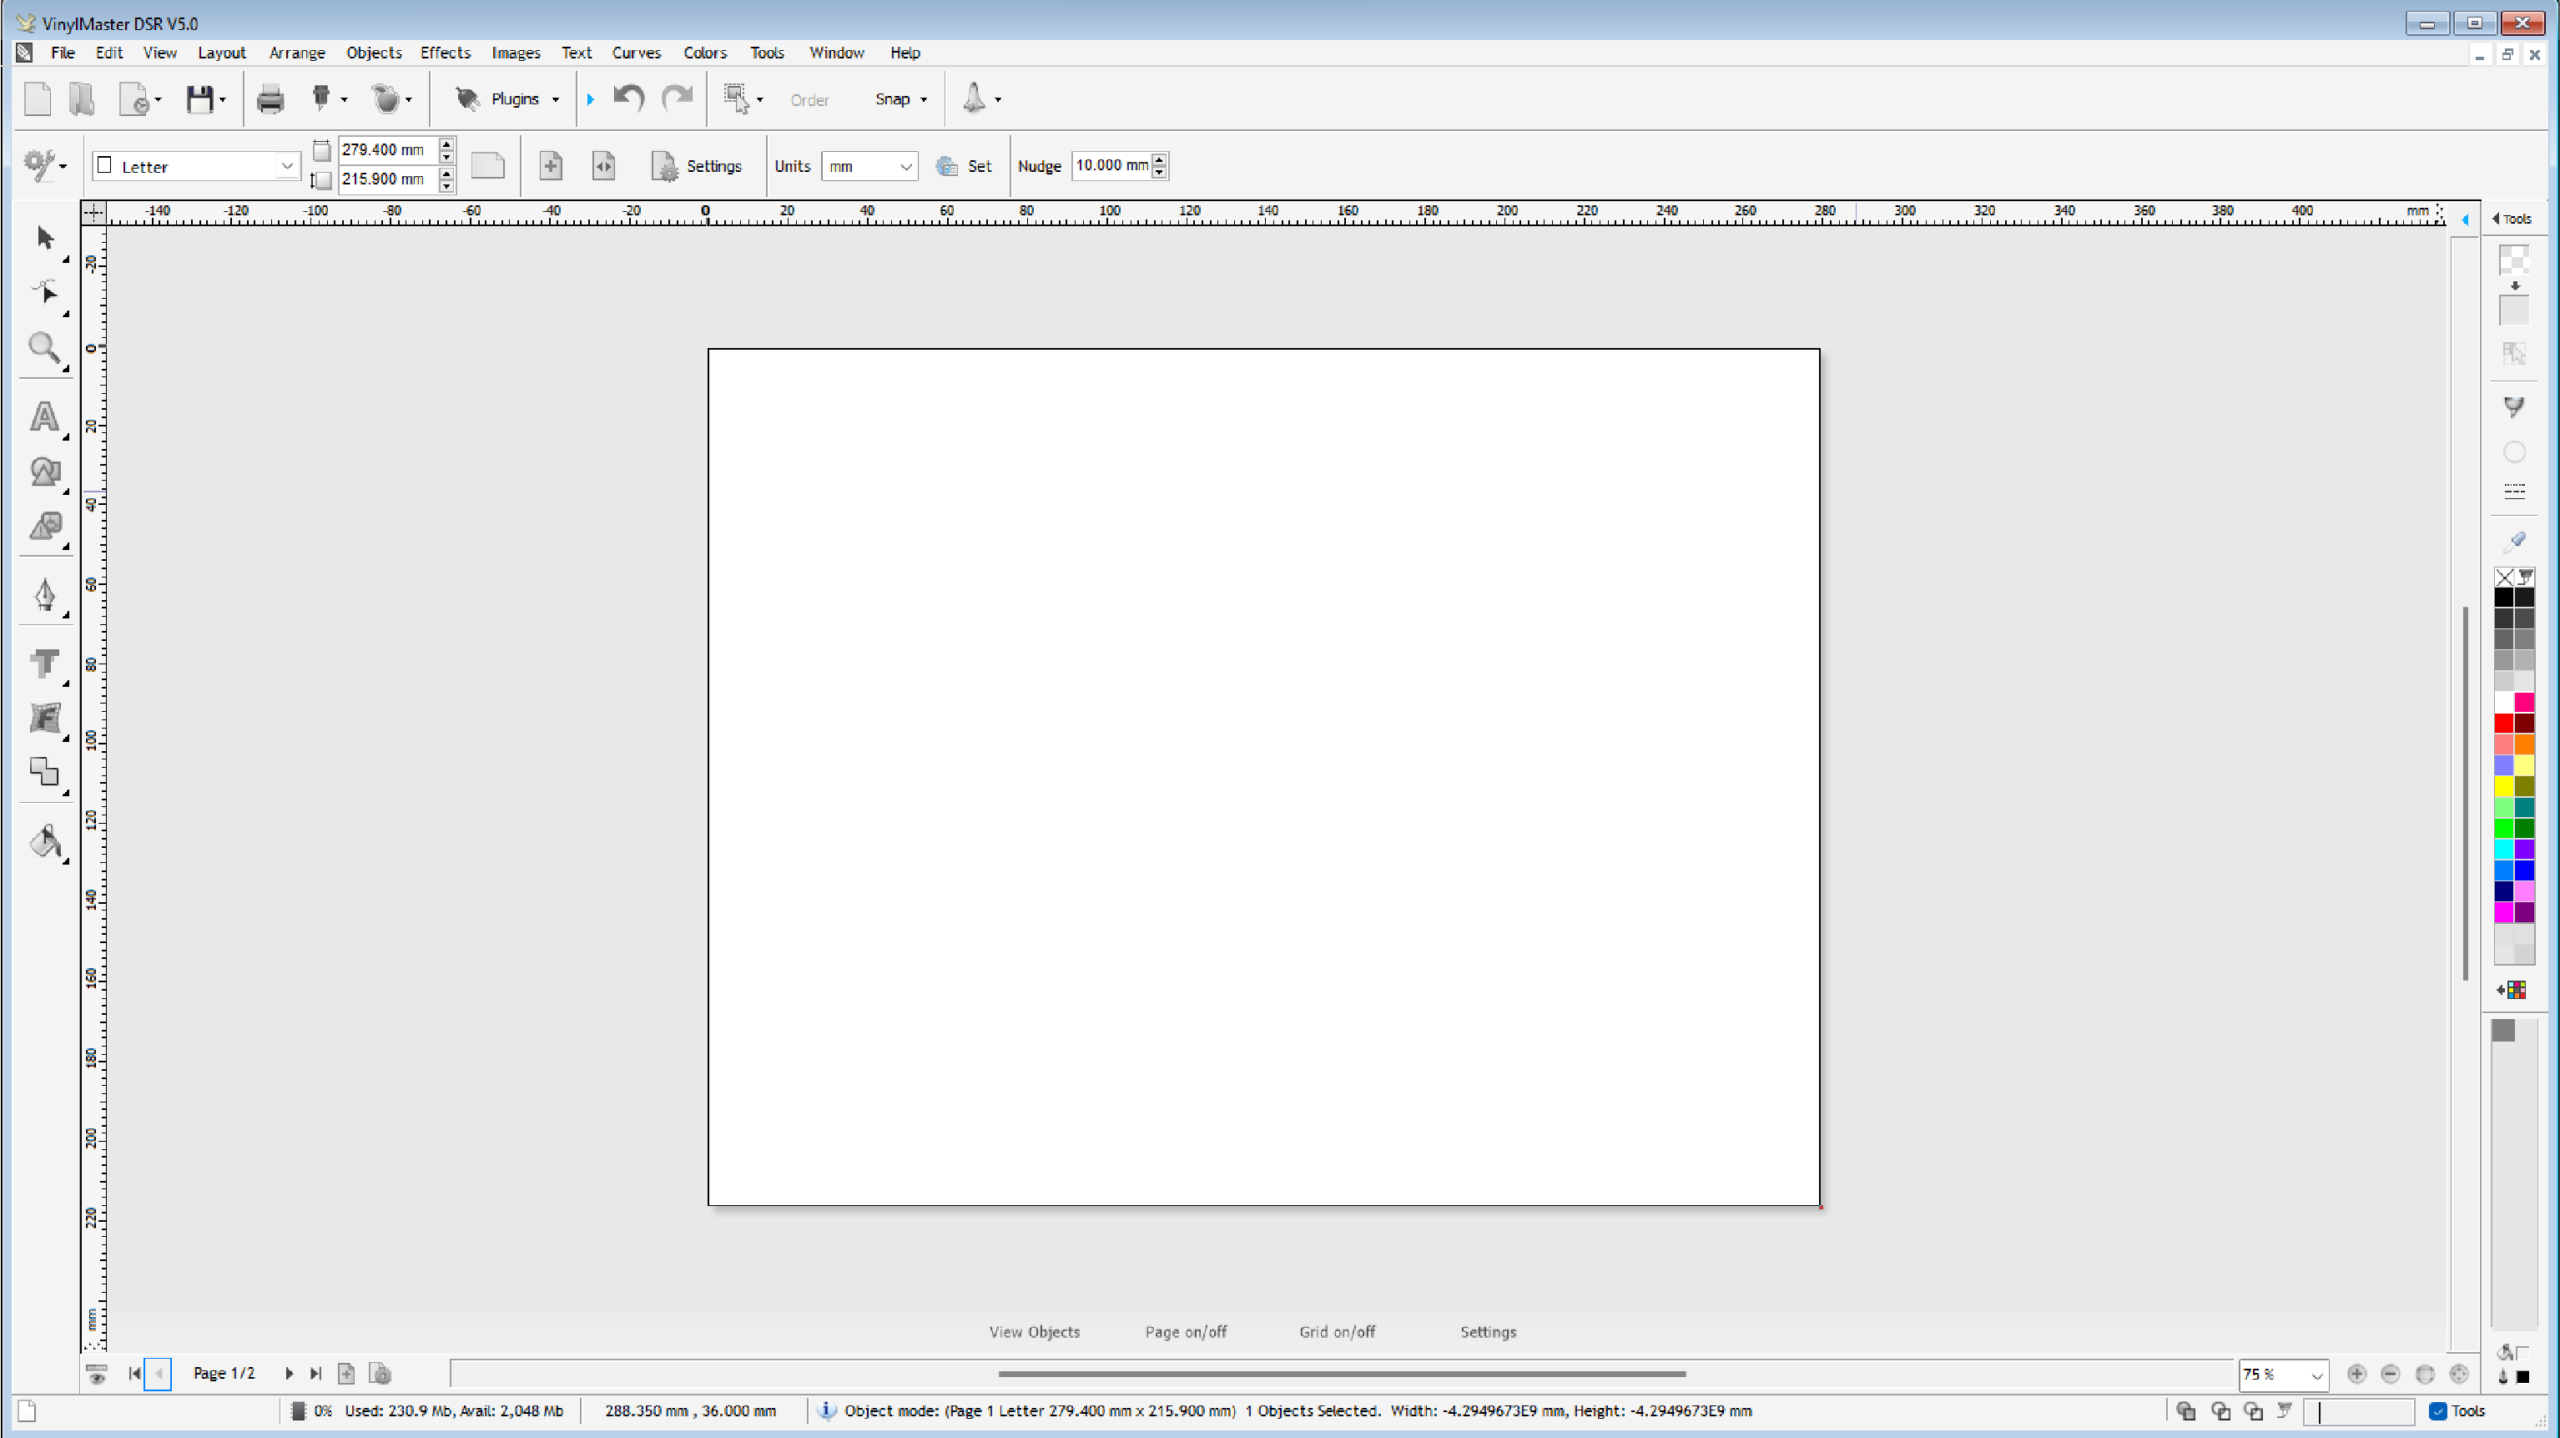 VinylMaster DSR V5.0
File Edit View Layout Arrange Objects Effects Images Text Curves Colors Tools Window Help
Plugins Order Snap
Letter 279.400 mm 215.900 mm Settings Units mm Set Nudge 10.000 mm
-140 -120 -100 -80 -60 -40 -20 0 20 40 60 80 100 120 140 160 180 200 220 240 260 280 300 320 340 360 380 400 mm
Tools
-20
0
20
40
60
80
100
120
140
160
180
200
220
mm
View Objects Page on/off Grid on/off Settings
Page 1/2 75 %
0% Used: 230.9 Mb, Avail: 2,048 Mb 288.350 mm , 36.000 mm Object mode: (Page 1 Letter 279.400 mm x 215.900 mm) 1 Objects Selected. Width: -4.2949673E9 mm, Height: -4.2949673E9 mm Tools